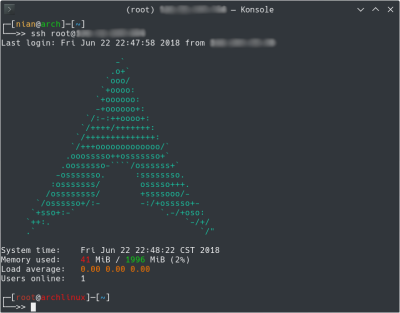 (root) — Konsole
┌─[nian@arch]─[~]
└──>> ssh root@
Last login: Fri Jun 22 22:47:58 2018 from
-`
.o+`
`ooo/
`+oooo:
`+oooooo:
-+oooooo+:
`/:-:++oooo+:
`/++++/+++++++:
`/++++++++++++++:
`/+++ooooooooooooo/`
.ooosssso++osssssso+`
.oossssso-````/ossssss+`
-osssssso.      :ssssssso.
:osssssss/        osssso+++.
/ossssssss/        +ssssooo/-
`/ossssso+/:-        -:/+osssso+-
`+sso+:-`                 `.-/+oso:
`++:.                           `-/+/
.`                                 `/"
System time:    Fri Jun 22 22:48:22 CST 2018
Memory used:    41 MiB / 1996 MiB (2%)
Load average:   0.00 0.00 0.00
Users online:   1
┌─[root@archlinux]─[~]
└──>>